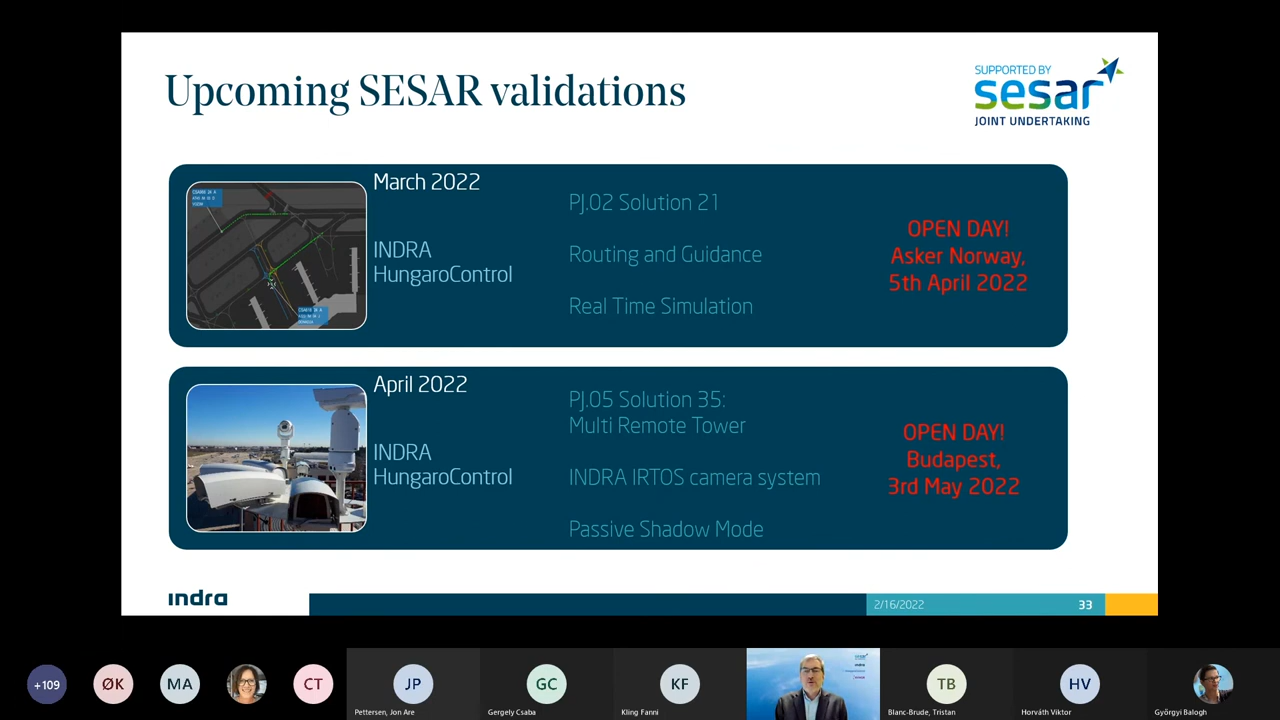 Upcoming SESAR validations
SUPPORTED BY
sesar
JOINT UNDERTAKING
March 2022
INDRA
HungaroControl
PJ.02 Solution 21
Routing and Guidance
Real Time Simulation
OPEN DAY!
Asker Norway,
5th April 2022
April 2022
INDRA
HungaroControl
PJ.05 Solution 35:
Multi Remote Tower
INDRA IRTOS camera system
Passive Shadow Mode
OPEN DAY!
Budapest,
3rd May 2022
indra
2/16/2022
33
+109
ØK
MA
CT
JP
Pettersen, Jon Are
GC
Gergely Csaba
KF
Kling Fanni
TB
Blanc-Brude, Tristan
HV
Horváth Viktor
Györgyi Balogh